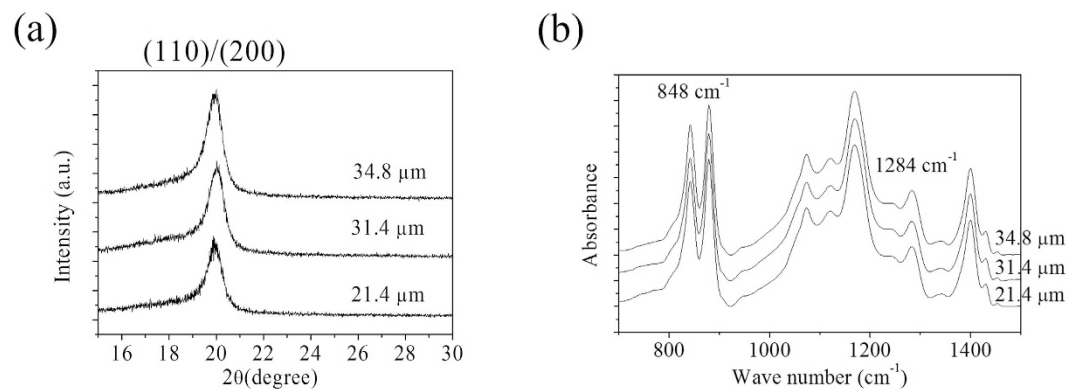 (a)
(110)/(200)
34.8 µm
31.4 µm
21.4 µm
Intensity (a.u.)
16 18 20 22 24 26 28 30
2θ(degree)
(b)
848 cm-1
1284 cm-1
34.8 µm
31.4 µm
21.4 µm
Absorbance
800 1000 1200 1400
Wave number (cm-1)